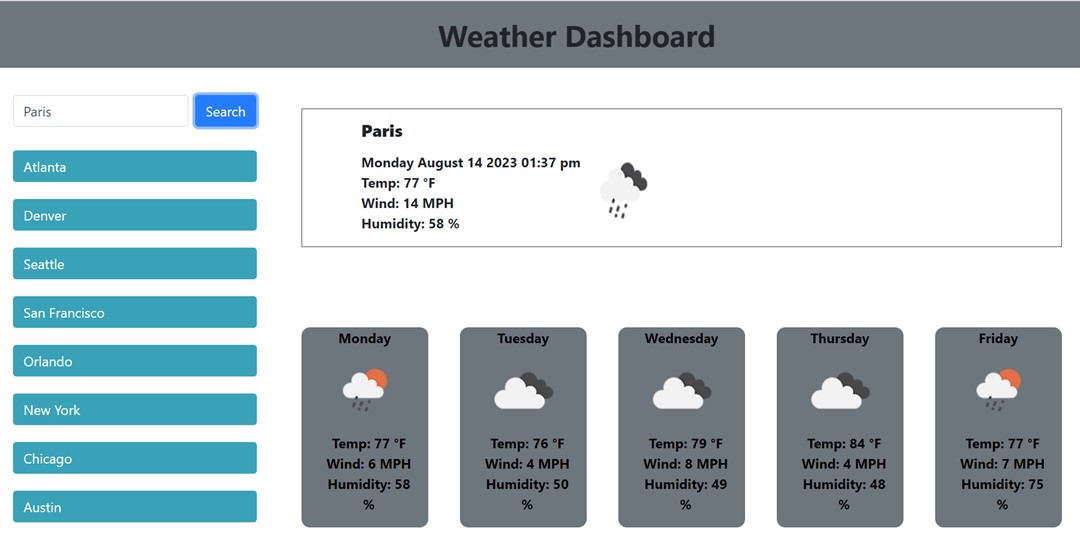 Weather Dashboard
Paris
Search
Atlanta
Denver
Seattle
San Francisco
Orlando
New York
Chicago
Austin
Paris
Monday August 14 2023 01:37 pm
Temp: 77 °F
Wind: 14 MPH
Humidity: 58 %
Monday
Temp: 77 °F
Wind: 6 MPH
Humidity: 58
%
Tuesday
Temp: 76 °F
Wind: 4 MPH
Humidity: 50
%
Wednesday
Temp: 79 °F
Wind: 8 MPH
Humidity: 49
%
Thursday
Temp: 84 °F
Wind: 4 MPH
Humidity: 48
%
Friday
Temp: 77 °F
Wind: 7 MPH
Humidity: 75
%